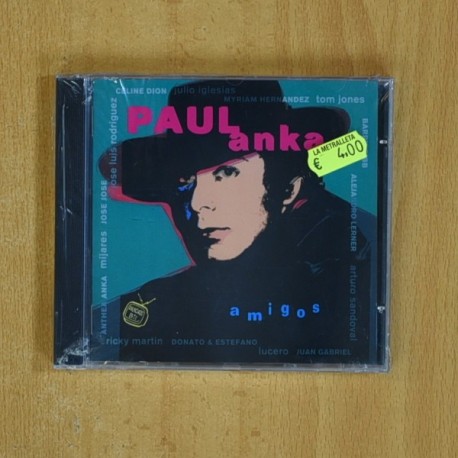 CELINE DION julio iglesias
MYRIAM HERNANDEZ tom jones
PAUL
anka
LA METRALLETA
€ 4.00
jose luis rodriguez
JOSE JOSE
mijares
ANTHEA ANKA
ALEJANDRO LERNER
arturo sandoval
amigos
ricky martin DONATO & ESTEFANO
lucero JUAN GABRIEL